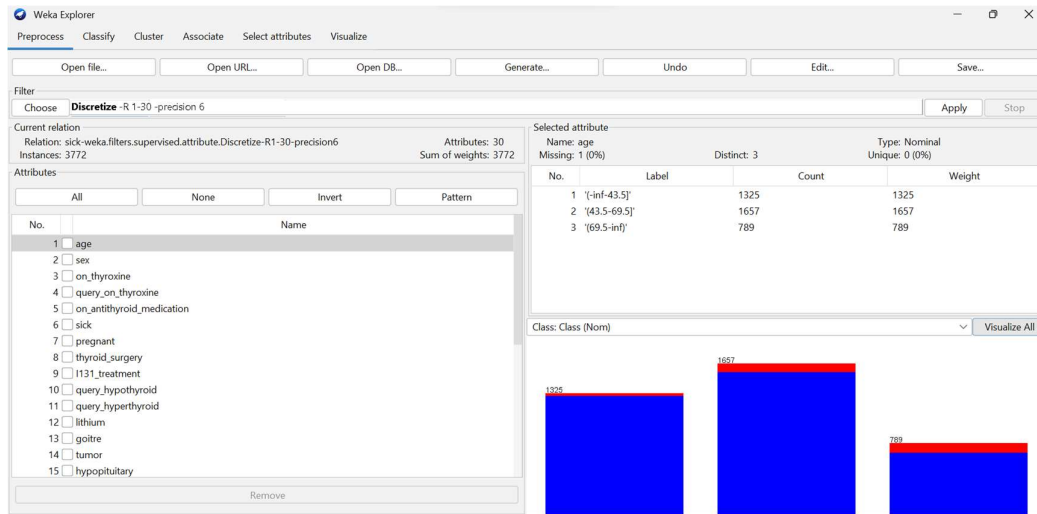 Weka Explorer
Preprocess Classify Cluster Associate Select attributes Visualize
Open file... Open URL... Open DB... Generate... Undo Edit... Save...
Filter
Choose Discretize -R 1-30 -precision 6 Apply Stop
Current relation
Relation: sick-weka.filters.supervised.attribute.Discretize-R1-30-precision6 Attributes: 30
Instances: 3772 Sum of weights: 3772
Attributes
All None Invert Pattern
No. Name
1 age
2 sex
3 on_thyroxine
4 query_on_thyroxine
5 on_antithyroid_medication
6 sick
7 pregnant
8 thyroid_surgery
9 I131_treatment
10 query_hypothyroid
11 query_hyperthyroid
12 lithium
13 goitre
14 tumor
15 hypopituitary
Remove
Selected attribute
Name: age Type: Nominal
Missing: 1 (0%) Distinct: 3 Unique: 0 (0%)
No. Label Count Weight
1 '(-inf-43.5]' 1325 1325
2 '(43.5-69.5]' 1657 1657
3 '(69.5-inf)' 789 789
Class: Class (Nom) Visualize All
1325
1657
789